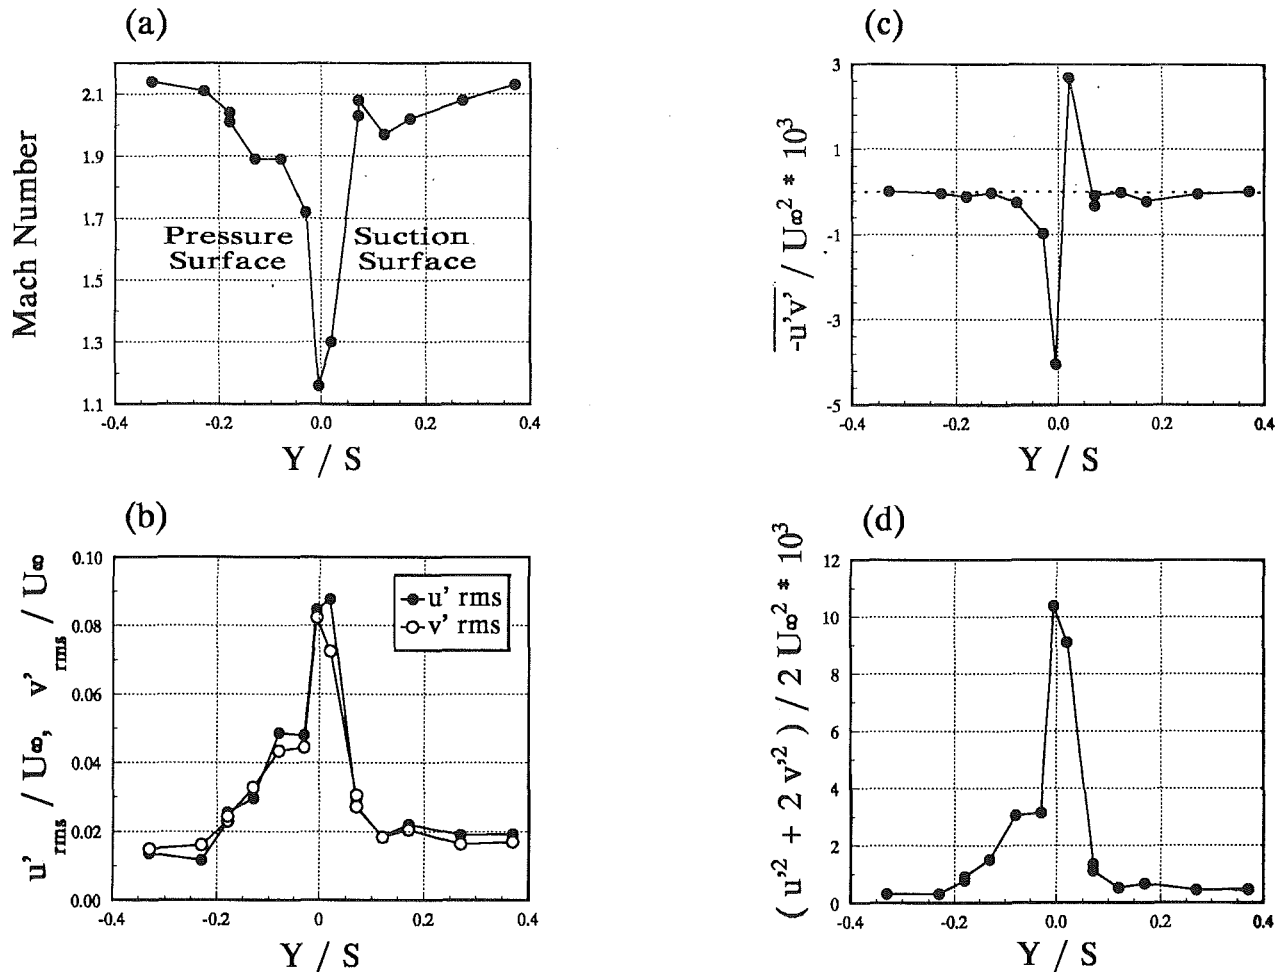 (a)
Mach Number
2.1
1.9
1.7
1.5
1.3
1.1
Pressure Surface
Suction Surface
-0.4
-0.2
0.0
0.2
0.4
Y / S
(c)
-u'v' / U∞² * 10³
3
1
-1
-3
-5
-0.4
-0.2
0.0
0.2
0.4
Y / S
(b)
u'rms / U∞, v'rms / U∞
0.10
0.08
0.06
0.04
0.02
0.00
u' rms
v' rms
-0.4
-0.2
0
0.2
0.4
Y / S
(d)
( u'² + 2 v'² ) / 2 U∞² * 10³
12
10
8
6
4
2
0
-0.4
-0.2
0.0
0.2
0.4
Y / S